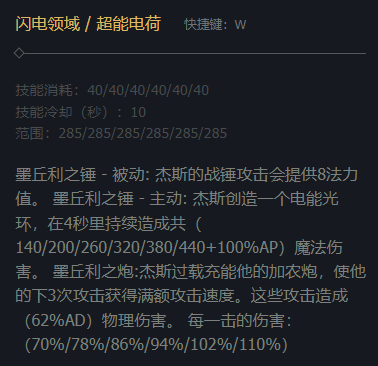 闪电领域 / 超能电荷 快捷键：W
技能消耗：40/40/40/40/40/40
技能冷却（秒）：10
范围：285/285/285/285/285/285
墨丘利之锤 - 被动: 杰斯的战锤攻击会提供8法力
值。 墨丘利之锤 - 主动: 杰斯创造一个电能光
环，在4秒里持续造成共（
140/200/260/320/380/440+100%AP）魔法伤
害。 墨丘利之炮:杰斯过载充能他的加农炮，使他
的下3次攻击获得满额攻击速度。这些攻击造成
（62%AD）物理伤害。 每一击的伤害：
（70%/78%/86%/94%/102%/110%）